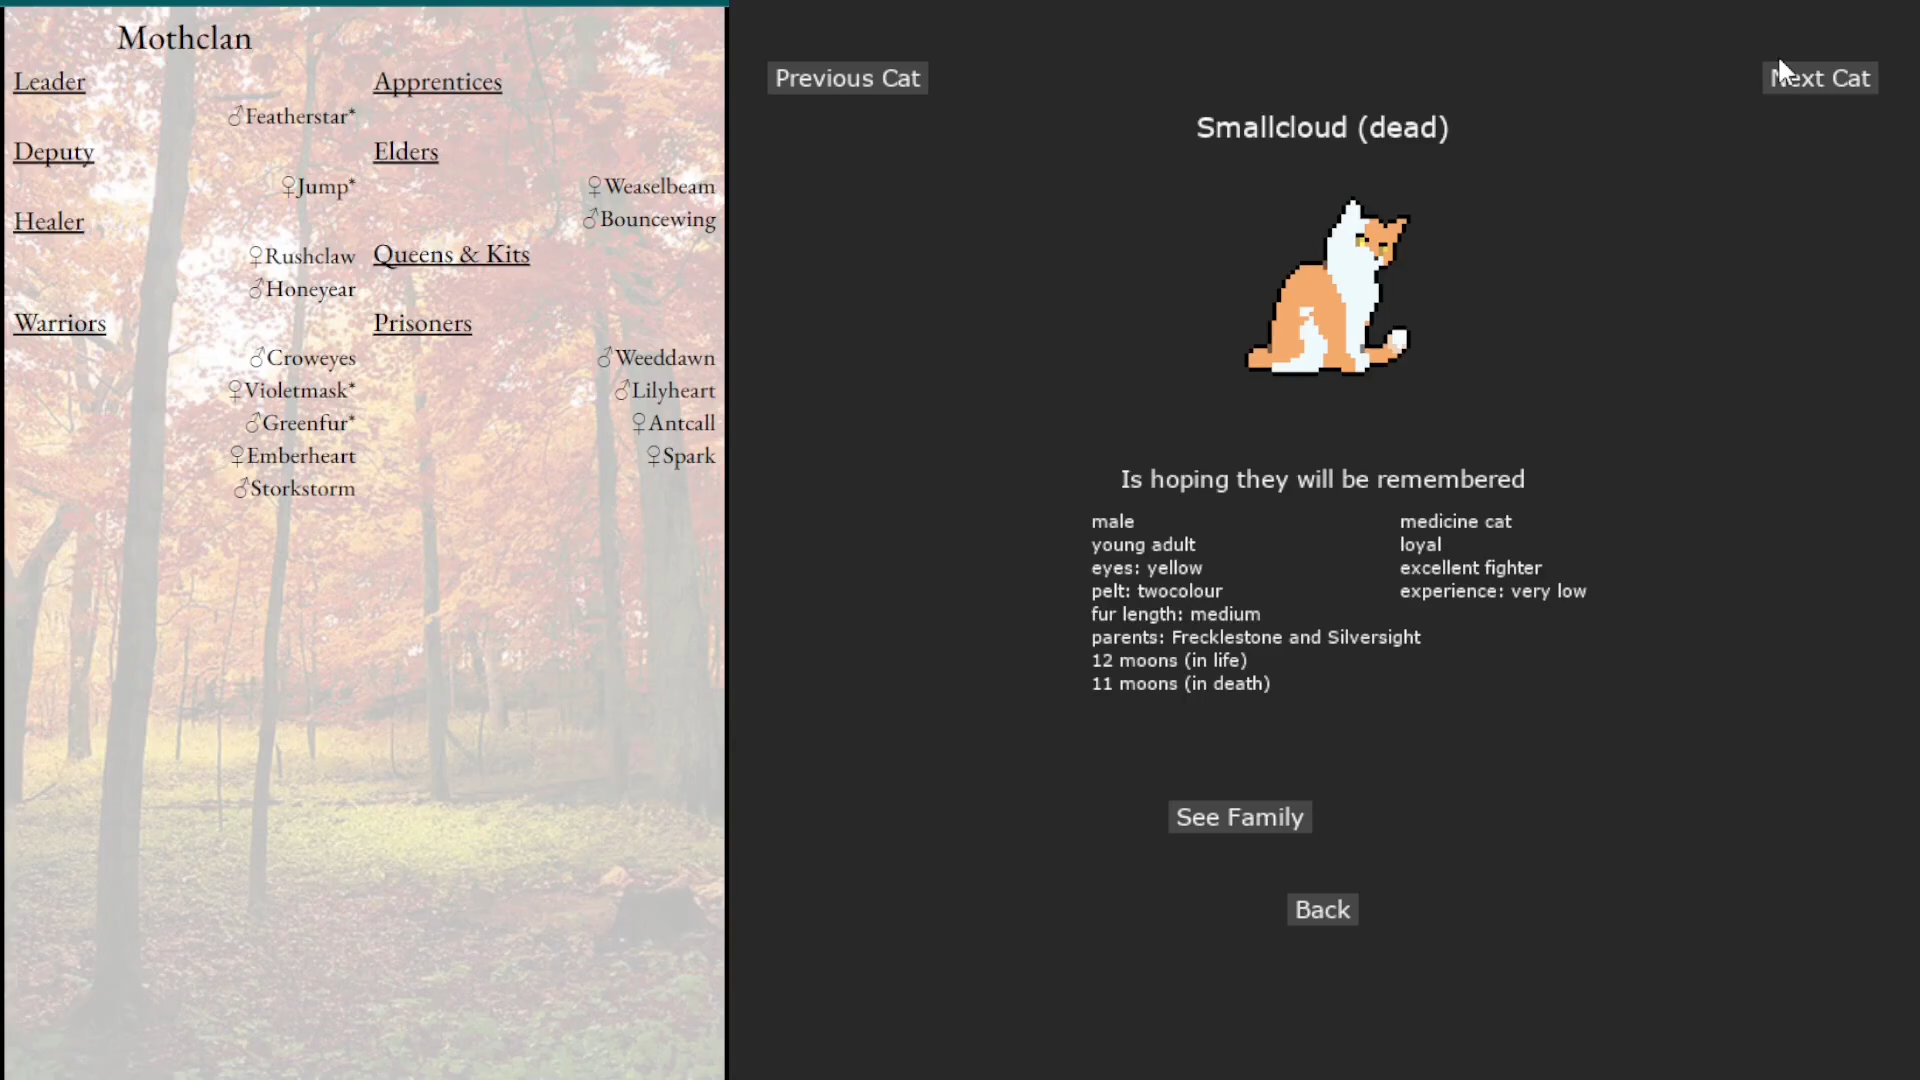 Mothclan
Leader
♂Featherstar*
Deputy
♀Jump*
Healer
♀Rushclaw
♂Honeyear
Warriors
♂Croweyes
♀Violetmask*
♂Greenfur*
♀Emberheart
♂Storkstorm
Apprentices
Elders
♀Weaselbeam
♂Bouncewing
Queens & Kits
Prisoners
♂Weeddawn
♂Lilyheart
♀Antcall
♀Spark
Previous Cat
Next Cat
Smallcloud (dead)
Is hoping they will be remembered
male
young adult
eyes: yellow
pelt: twocolour
fur length: medium
parents: Frecklestone and Silversight
12 moons (in life)
11 moons (in death)
medicine cat
loyal
excellent fighter
experience: very low
See Family
Back